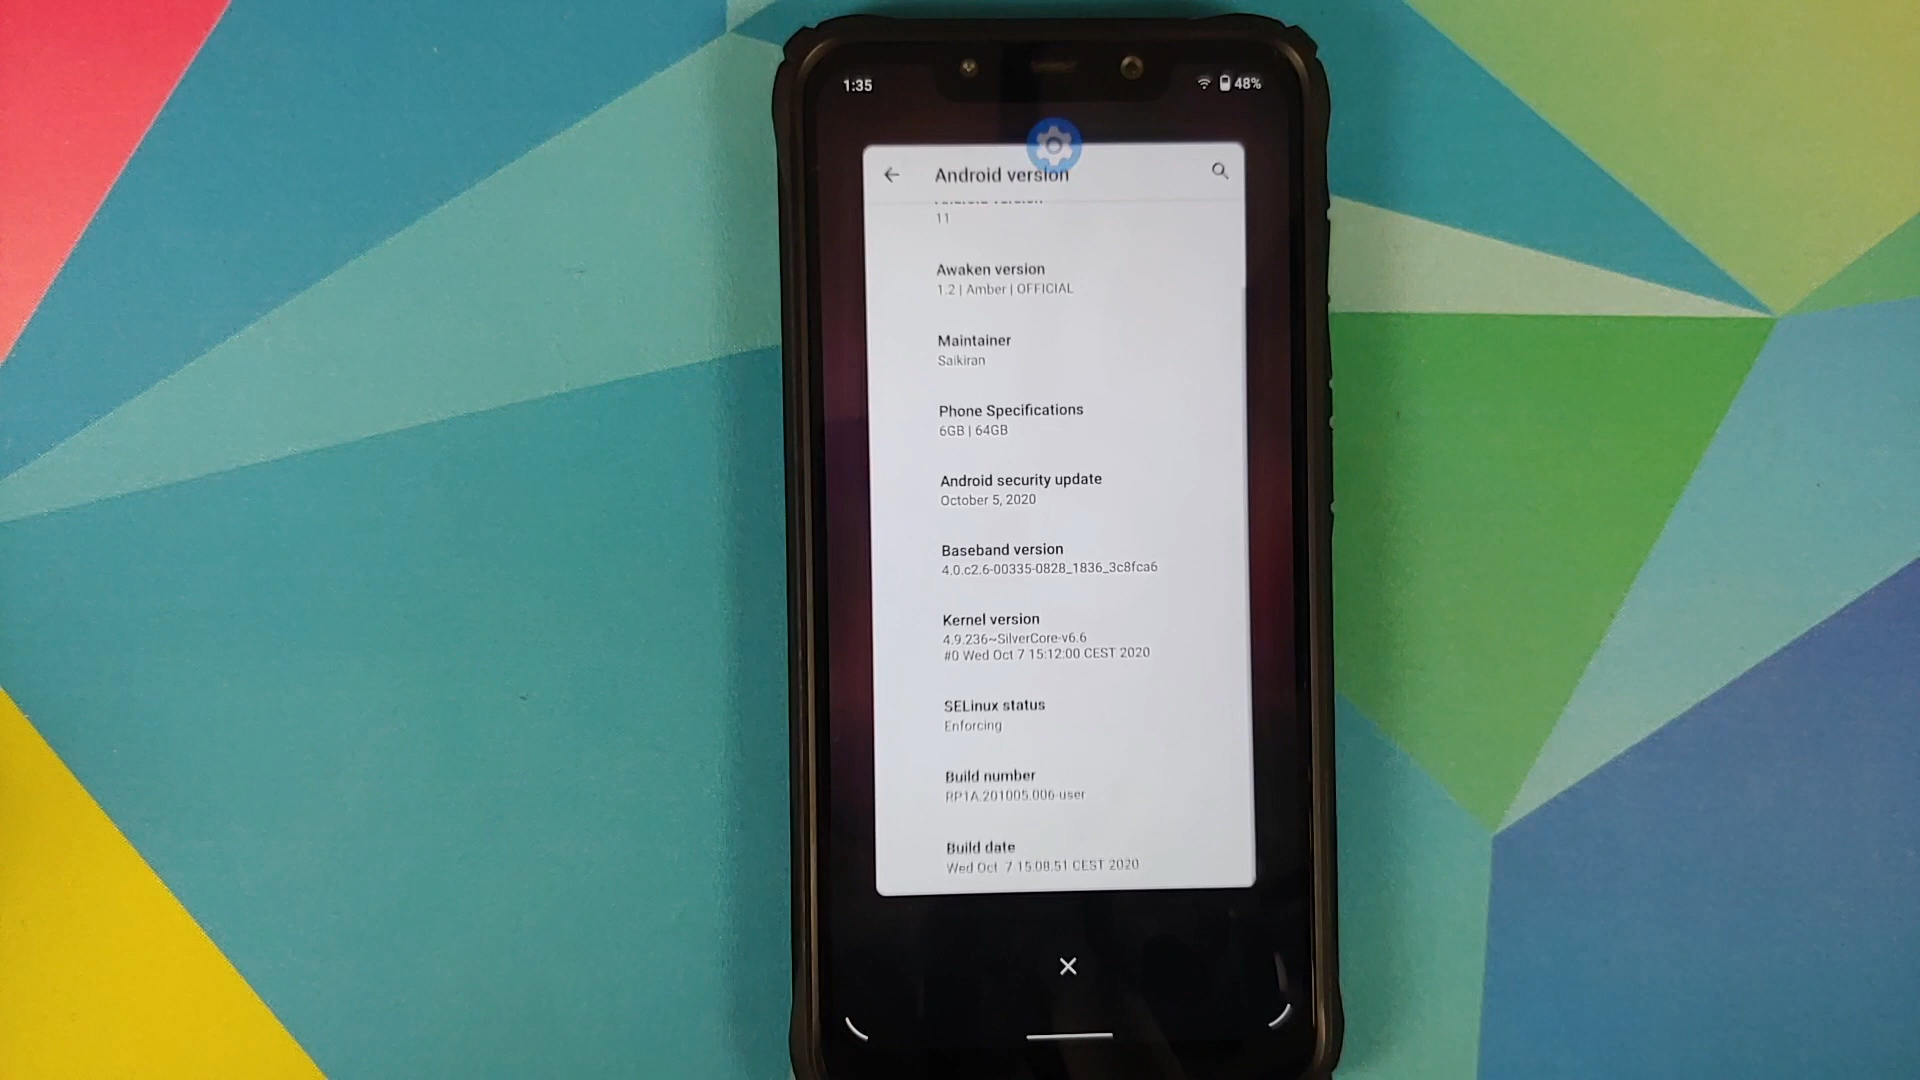 1:35
48%
Android version
11
Awaken version
1.2 | Amber | OFFICIAL
Maintainer
Saikiran
Phone Specifications
6GB | 64GB
Android security update
October 5, 2020
Baseband version
4.0.c2.6-00335-0828_1836_3c8fca6
Kernel version
4.9.236~SilverCore-v6.6
#0 Wed Oct 7 15:12:00 CEST 2020
SELinux status
Enforcing
Build number
RP1A.201005.006-user
Build date
Wed Oct 7 15:08:51 CEST 2020